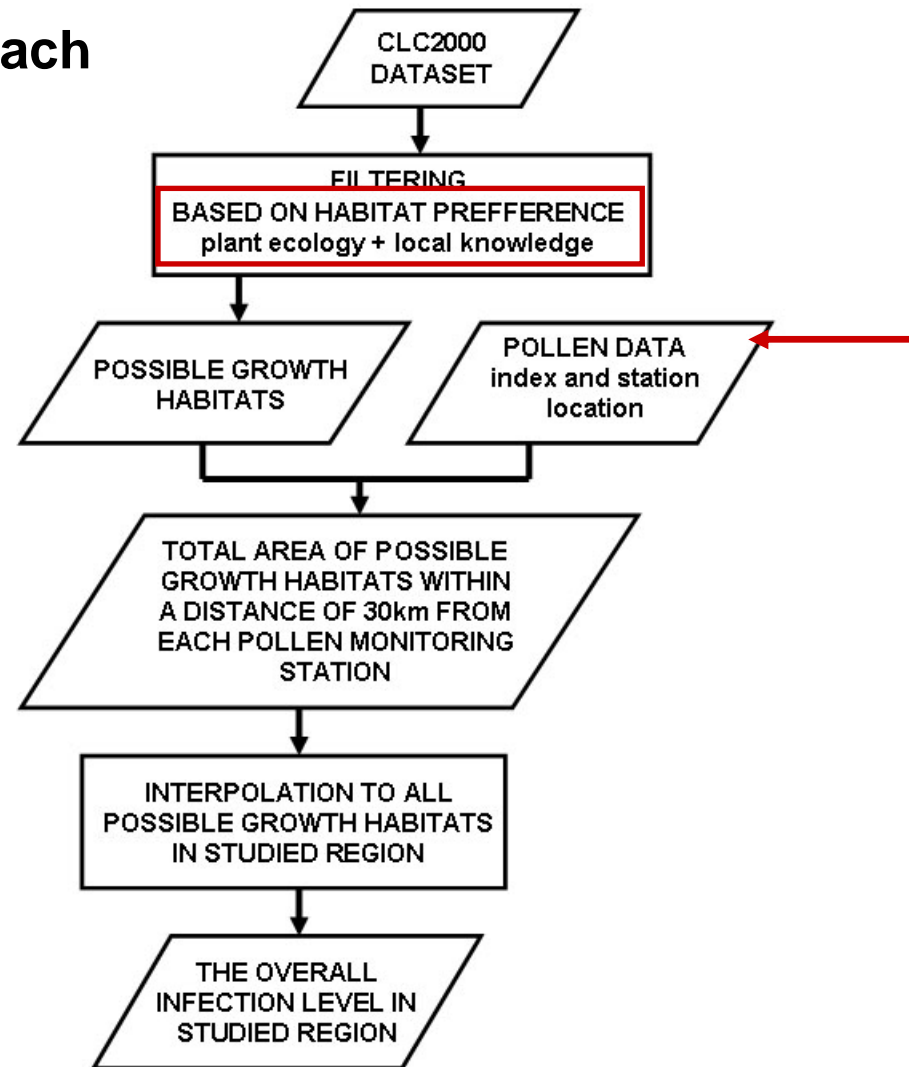 ach
CLC2000
DATASET
FILTERING
BASED ON HABITAT PREFFERENCE
plant ecology + local knowledge
POSSIBLE GROWTH
HABITATS
POLLEN DATA
index and station
location
TOTAL AREA OF POSSIBLE
GROWTH HABITATS WITHIN
A DISTANCE OF 30km FROM
EACH POLLEN MONITORING
STATION
INTERPOLATION TO ALL
POSSIBLE GROWTH HABITATS
IN STUDIED REGION
THE OVERALL
INFECTION LEVEL IN
STUDIED REGION